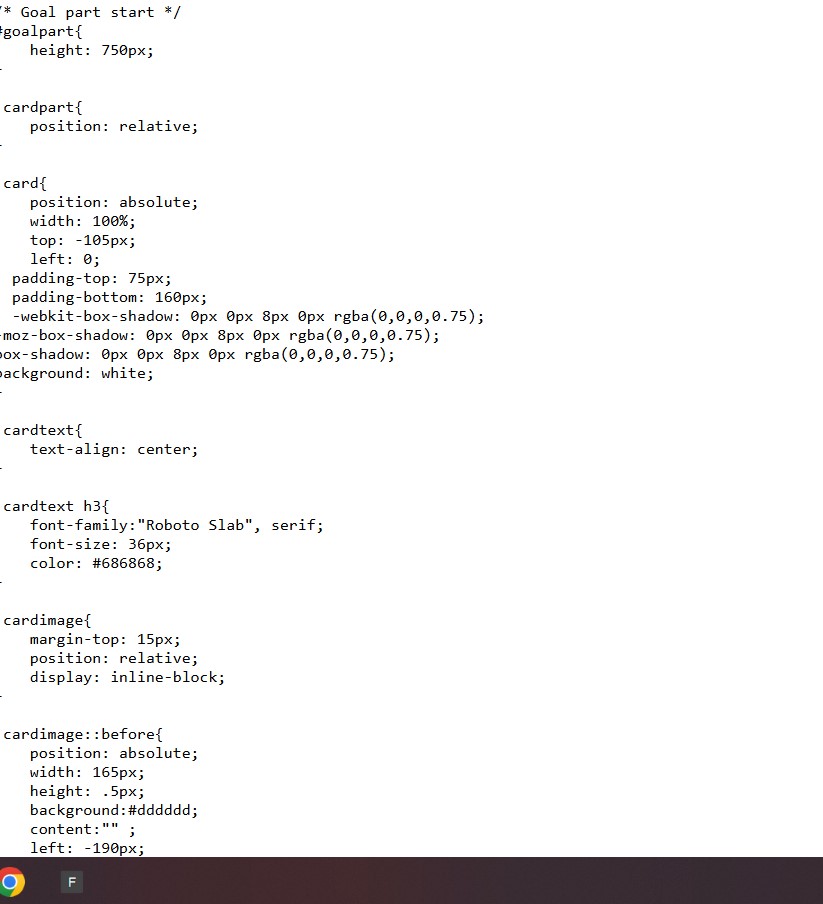 /* Goal part start */
#goalpart{
height: 750px;
cardpart{
position: relative;
card{
position: absolute;
width: 100%;
top: -105px;
left: 0;
padding-top: 75px;
padding-bottom: 160px;
-webkit-box-shadow: 0px 0px 8px 0px rgba(0,0,0,0.75);
-moz-box-shadow: 0px 0px 8px 0px rgba(0,0,0,0.75);
box-shadow: 0px 0px 8px 0px rgba(0,0,0,0.75);
background: white;
cardtext{
text-align: center;
cardtext h3{
font-family:"Roboto Slab", serif;
font-size: 36px;
color: #686868;
cardimage{
margin-top: 15px;
position: relative;
display: inline-block;
cardimage::before{
position: absolute;
width: 165px;
height: .5px;
background:#dddddd;
content:"" ;
left: -190px;
F